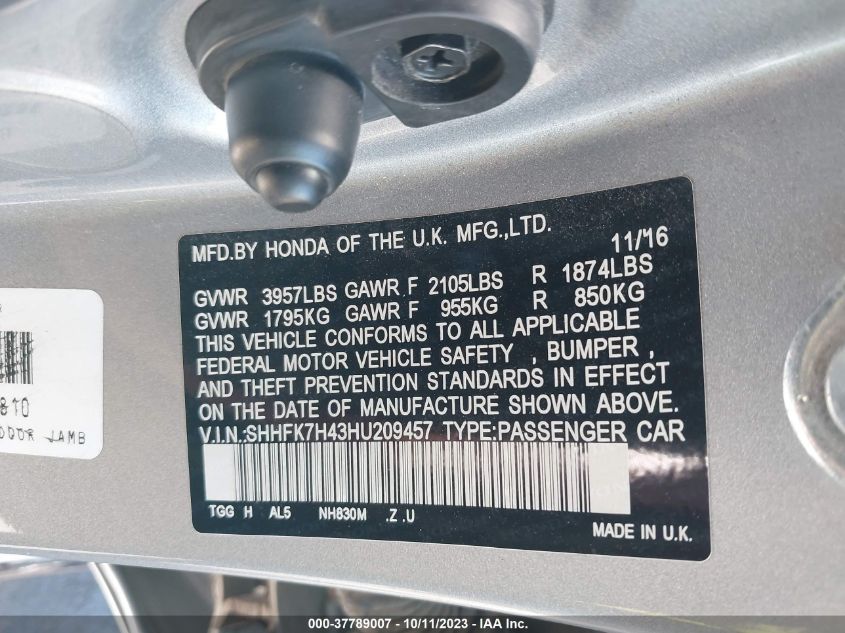 MFD.BY HONDA OF THE U.K. MFG.,LTD. 11/16
GVWR 3957LBS GAWR F 2105LBS R 1874LBS
GVWR 1795KG GAWR F 955KG R 850KG
THIS VEHICLE CONFORMS TO ALL APPLICABLE
FEDERAL MOTOR VEHICLE SAFETY , BUMPER ,
AND THEFT PREVENTION STANDARDS IN EFFECT
ON THE DATE OF MANUFACTURE SHOWN ABOVE.
V.I.N.:SHHFK7H43HU209457 TYPE:PASSENGER CAR
TGG H AL5 NH830M .Z .U
MADE IN U.K.
810
DOOR JAMB
000-37789007 - 10/11/2023 - IAA Inc.